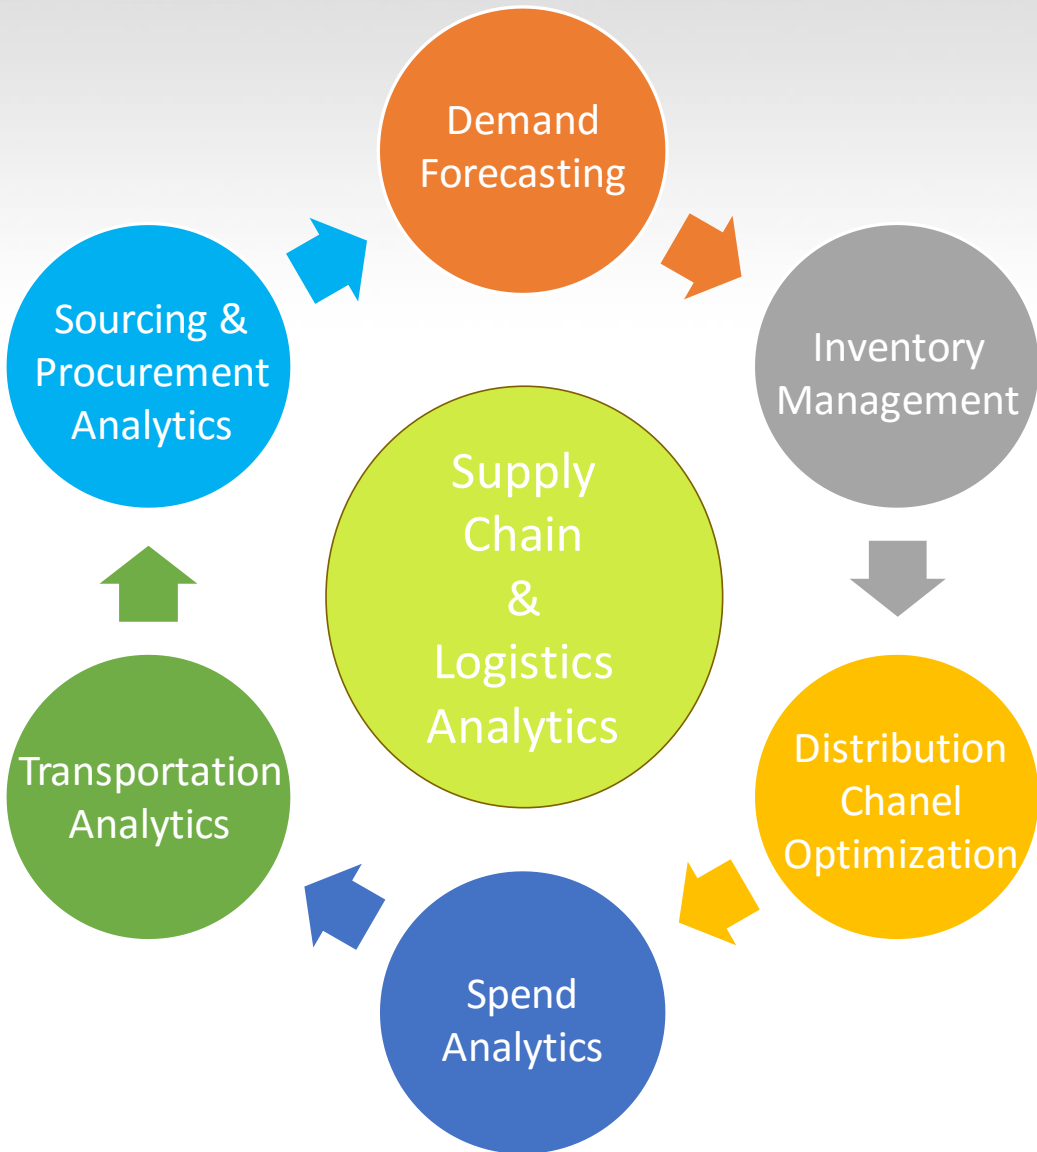 Demand
Forecasting
Inventory
Management
Distribution
Chanel
Optimization
Spend
Analytics
Transportation
Analytics
Sourcing &
Procurement
Analytics
Supply
Chain
&
Logistics
Analytics